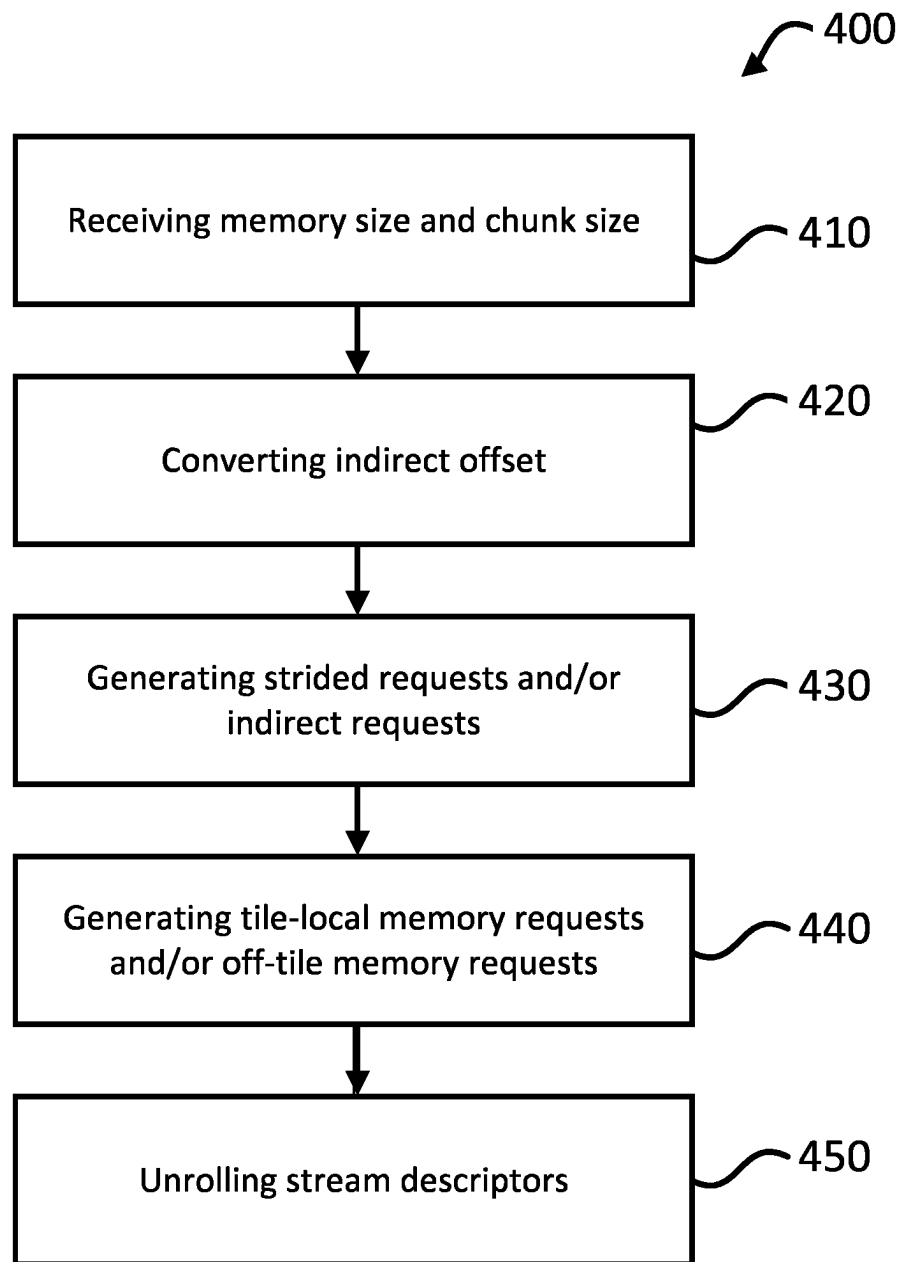 400
Receiving memory size and chunk size
410
Converting indirect offset
420
Generating strided requests and/or
indirect requests
430
Generating tile-local memory requests
and/or off-tile memory requests
440
Unrolling stream descriptors
450